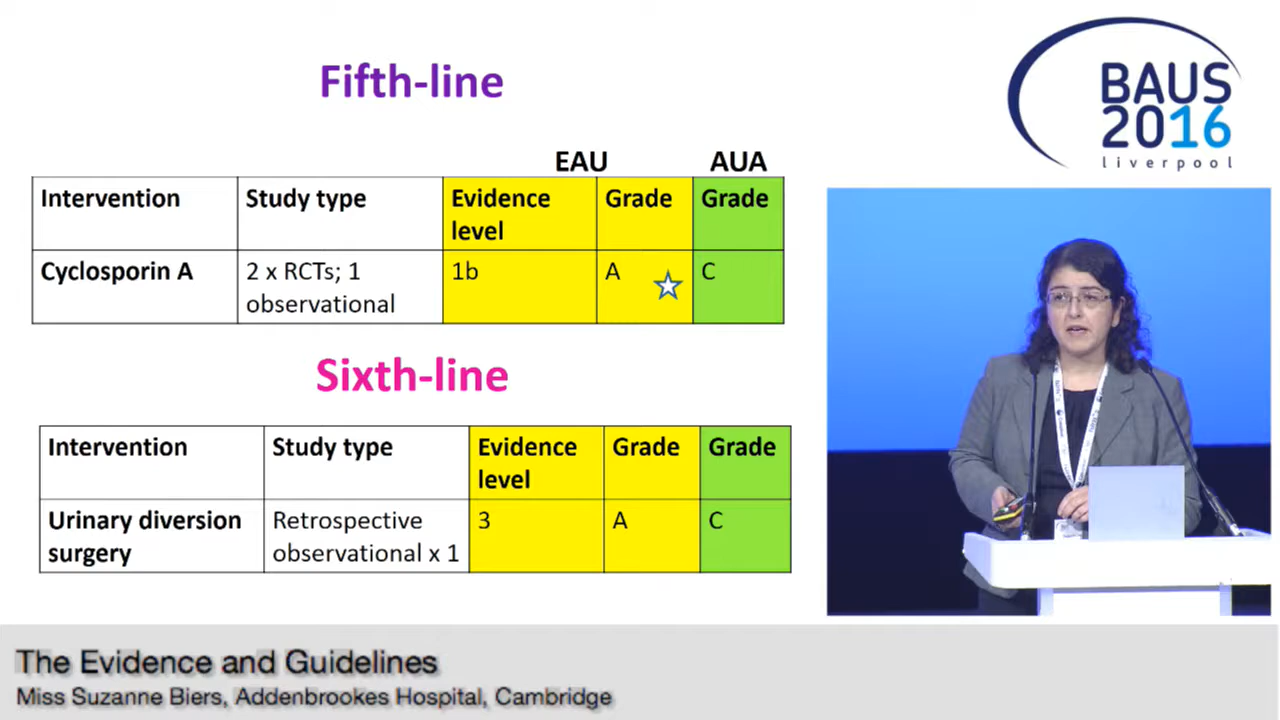 Fifth-line
BAUS
2016
liverpool
EAU AUA
Intervention Study type Evidence level Grade Grade
Cyclosporin A 2 x RCTs; 1 observational 1b A C
Sixth-line
Intervention Study type Evidence level Grade Grade
Urinary diversion surgery Retrospective observational x 1 3 A C
The Evidence and Guidelines
Miss Suzanne Biers, Addenbrookes Hospital, Cambridge